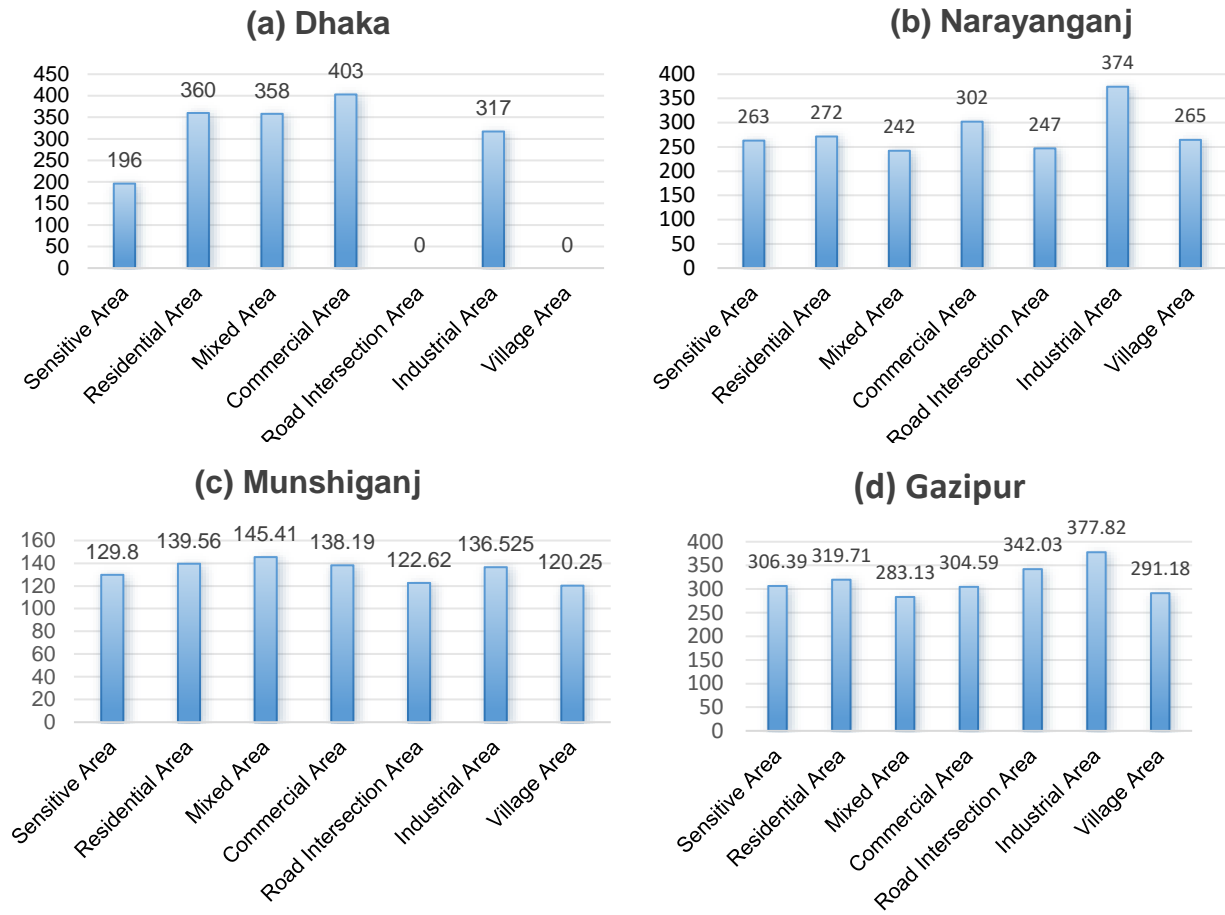 (a) Dhaka
450
400
350
300
250
200
150
100
50
0
196
360
358
403
0
317
0
Sensitive Area
Residential Area
Mixed Area
Commercial Area
Road Intersection Area
Industrial Area
Village Area
(b) Narayanganj
400
350
300
250
200
150
100
50
0
263
272
242
302
247
374
265
Sensitive Area
Residential Area
Mixed Area
Commercial Area
Road Intersection Area
Industrial Area
Village Area
(c) Munshiganj
160
140
120
100
80
60
40
20
0
129.8
139.56
145.41
138.19
122.62
136.525
120.25
Sensitive Area
Residential Area
Mixed Area
Commercial Area
Road Intersection Area
Industrial Area
Village Area
(d) Gazipur
400
350
300
250
200
150
100
50
0
306.39
319.71
283.13
304.59
342.03
377.82
291.18
Sensitive Area
Residential Area
Mixed Area
Commercial Area
Road Intersection Area
Industrial Area
Village Area